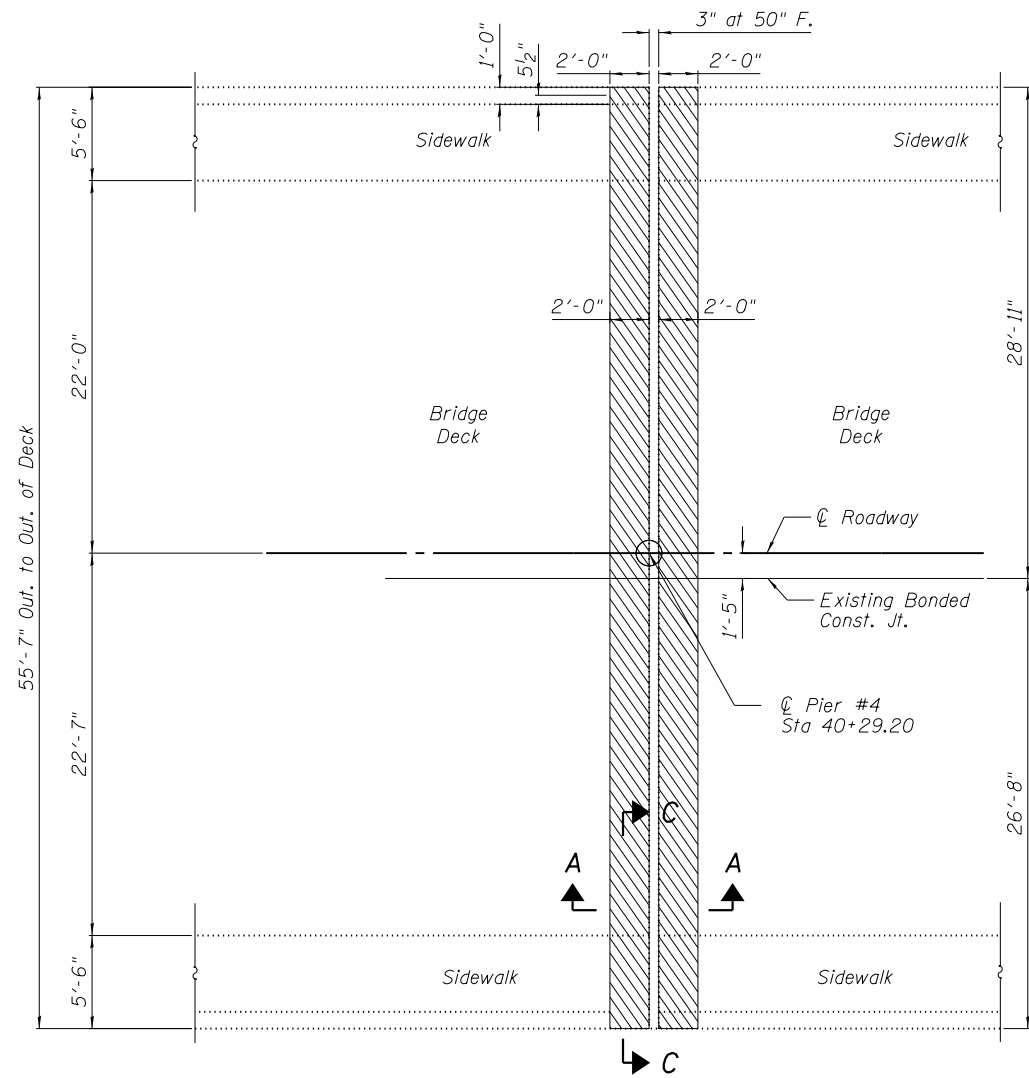 3" at 50° F.
1'-0"
5½"
2'-0"
2'-0"
5'-6"
Sidewalk
Sidewalk
22'-0"
2'-0"
2'-0"
28'-11"
55'-7" Out. to Out. of Deck
Bridge
Deck
Bridge
Deck
℄ Roadway
1'-5"
Existing Bonded
Const. Jt.
℄ Pier #4
Sta 40+29.20
22'-7"
26'-8"
C
A
A
5'-6"
Sidewalk
Sidewalk
C